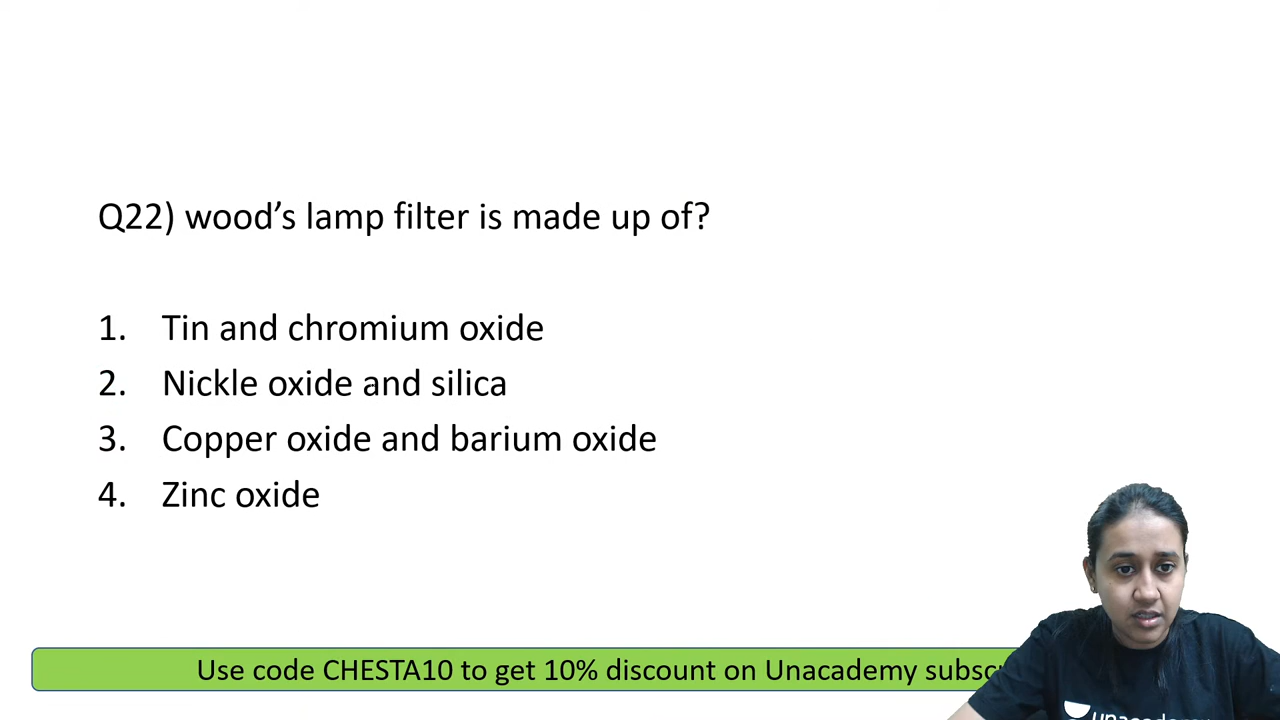 Q22) wood’s lamp filter is made up of?
1. Tin and chromium oxide
2. Nickle oxide and silica
3. Copper oxide and barium oxide
4. Zinc oxide
Use code CHESTA10 to get 10% discount on Unacademy